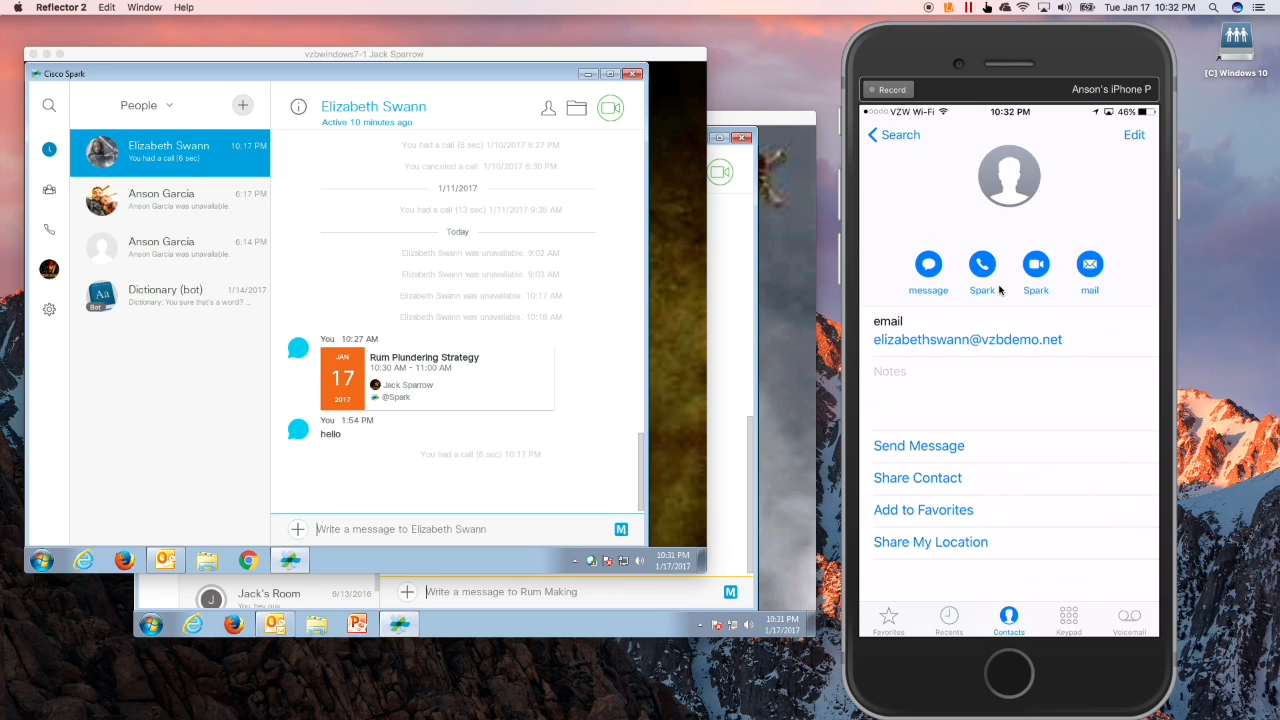 Reflector 2 Device Window Help
Tue Jan 17 10:32 PM
[C] Windows 10
vzbwindows7-1 Jack Sparrow
Cisco Spark
People
Elizabeth Swann 10:17 PM
You had a call (6 sec)
Anson Garcia 6:17 PM
Anson Garcia was unavailable.
Anson Garcia 6:14 PM
Anson Garcia was unavailable.
Dictionary (bot) 1/14/2017
Dictionary: You sure that's a word? ...
Aa
Bot
Elizabeth Swann
Active 10 minutes ago
You had a call (6 sec) 1/10/2017 6:27 PM
You canceled a call 1/10/2017 6:30 PM
1/11/2017
You had a call (13 sec) 1/11/2017 9:35 AM
Today
Elizabeth Swann was unavailable. 9:02 AM
Elizabeth Swann was unavailable. 9:03 AM
Elizabeth Swann was unavailable. 10:17 AM
Elizabeth Swann was unavailable. 10:18 AM
You 10:27 AM
JAN
17
2017
Rum Plundering Strategy
10:30 AM - 11:00 AM
Jack Sparrow
@Spark
You 1:54 PM
hello
You had a call (6 sec) 10:17 PM
Write a message to Elizabeth Swann
M
10:31 PM
1/17/2017
J
Jack's Room 6/13/2016
Write a message to Rum Making
M
10:31 PM
1/17/2017
Record
Anson's iPhone P
VZW Wi-Fi 10:32 PM 46%
Search
Edit
message Spark Spark mail
email
elizabethswann@vzbdemo.net
Notes
Send Message
Share Contact
Add to Favorites
Share My Location
Favorites Recents Contacts Keypad Voicemail